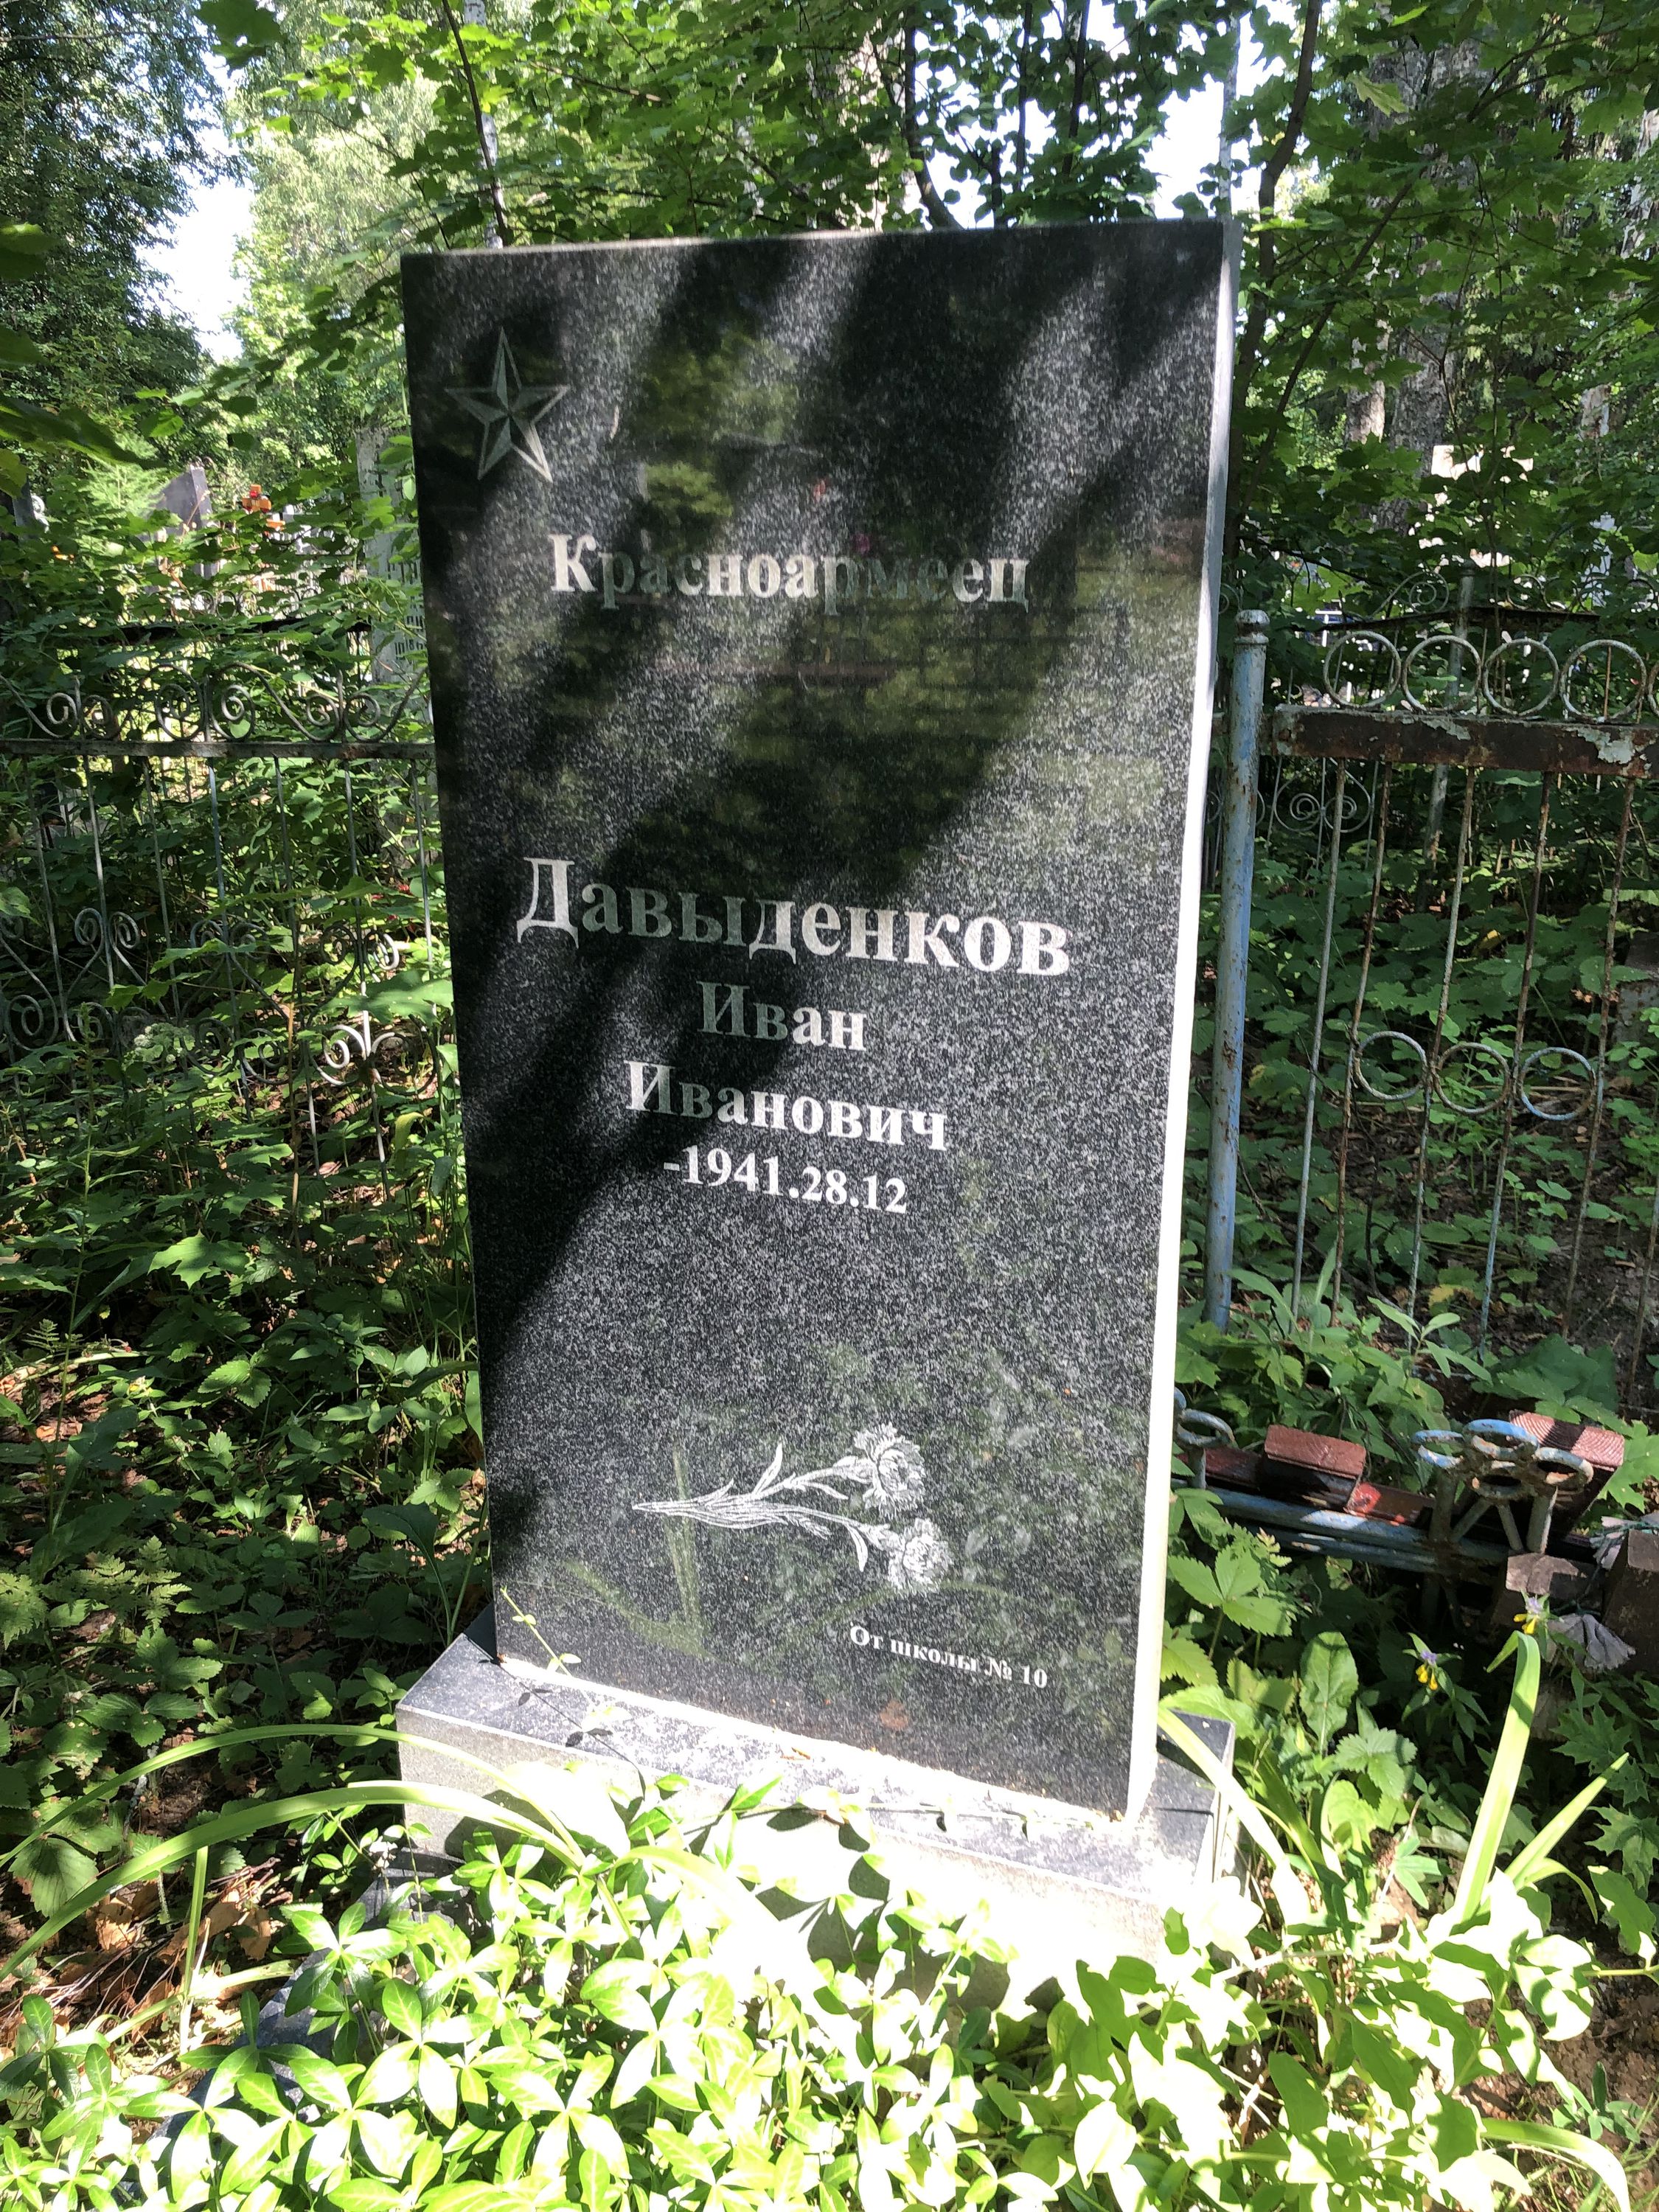 Красноармеец
Давыденков
Иван
Иванович
-1941.28.12
От школы № 10